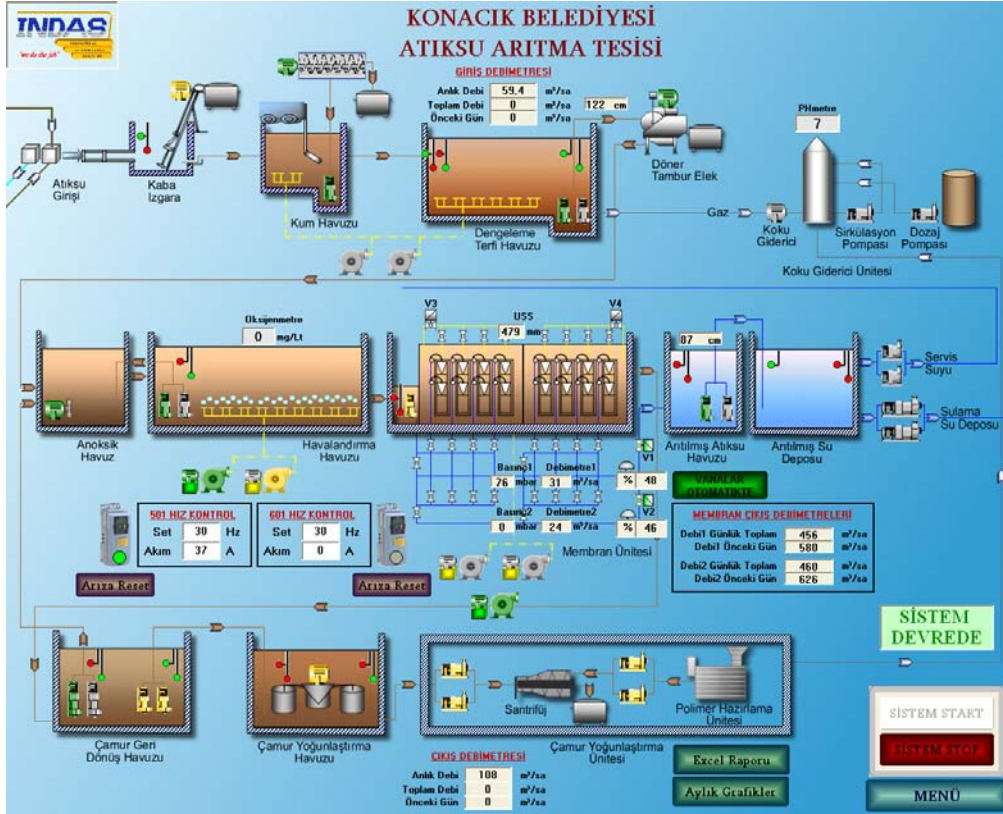 INDAS
"we do the job"
KONACIK BELEDİYESİ
ATIKSU ARITMA TESİSİ
GİRİŞ DEBİMETRESİ
Anlık Debi 59.4 m³/sa
Toplam Debi 0 m³/sa
Önceki Gün 0 m³/sa
122 cm
PHmetre
7
Atıksu
Girişi
Kaba
Izgara
Kum Havuzu
Dengeleme
Terfi Havuzu
Döner
Tambur Elek
Gaz
Koku
Giderici
Sirkülasyon
Pompası
Dozaj
Pompası
Koku Giderici Ünitesi
Oksijenmetre
0 mg/Lt
V3
USS
V4
479 mm
87 cm
Servis
Suyu
Sulama
Su Deposu
Anoksik
Havuz
Havalandırma
Havuzu
Arıtılmış Atıksu
Havuzu
Arıtılmış Su
Deposu
V1
Basınç1 Debimetre1
76 mbar 31 m³/sa
% 48
V2
Basınç2 Debimetre2
0 mbar 24 m³/sa
% 46
Membran Ünitesi
VANALAR
OTOMATİKTE
501 HIZ KONTROL
Set 30 Hz
Akım 37 A
601 HIZ KONTROL
Set 30 Hz
Akım 0 A
Arıza Reset
Arıza Reset
MEMBRAN ÇIKIŞ DEBİMETRELERİ
Debi1 Günlük Toplam 456 m³/sa
Debi1 Önceki Gün 580 m³/sa
Debi2 Günlük Toplam 460 m³/sa
Debi2 Önceki Gün 626 m³/sa
SİSTEM
DEVREDE
Çamur Geri
Dönüş Havuzu
Çamur Yoğunlaştırma
Havuzu
Santrifüj
Polimer Hazırlama
Ünitesi
Çamur Yoğunlaştırma
Ünitesi
ÇIKIŞ DEBİMETRESİ
Anlık Debi 108 m³/sa
Toplam Debi 0 m³/sa
Önceki Gün 0 m³/sa
Excel Raporu
Aylık Grafikler
SİSTEM START
SİSTEM STOP
MENÜ